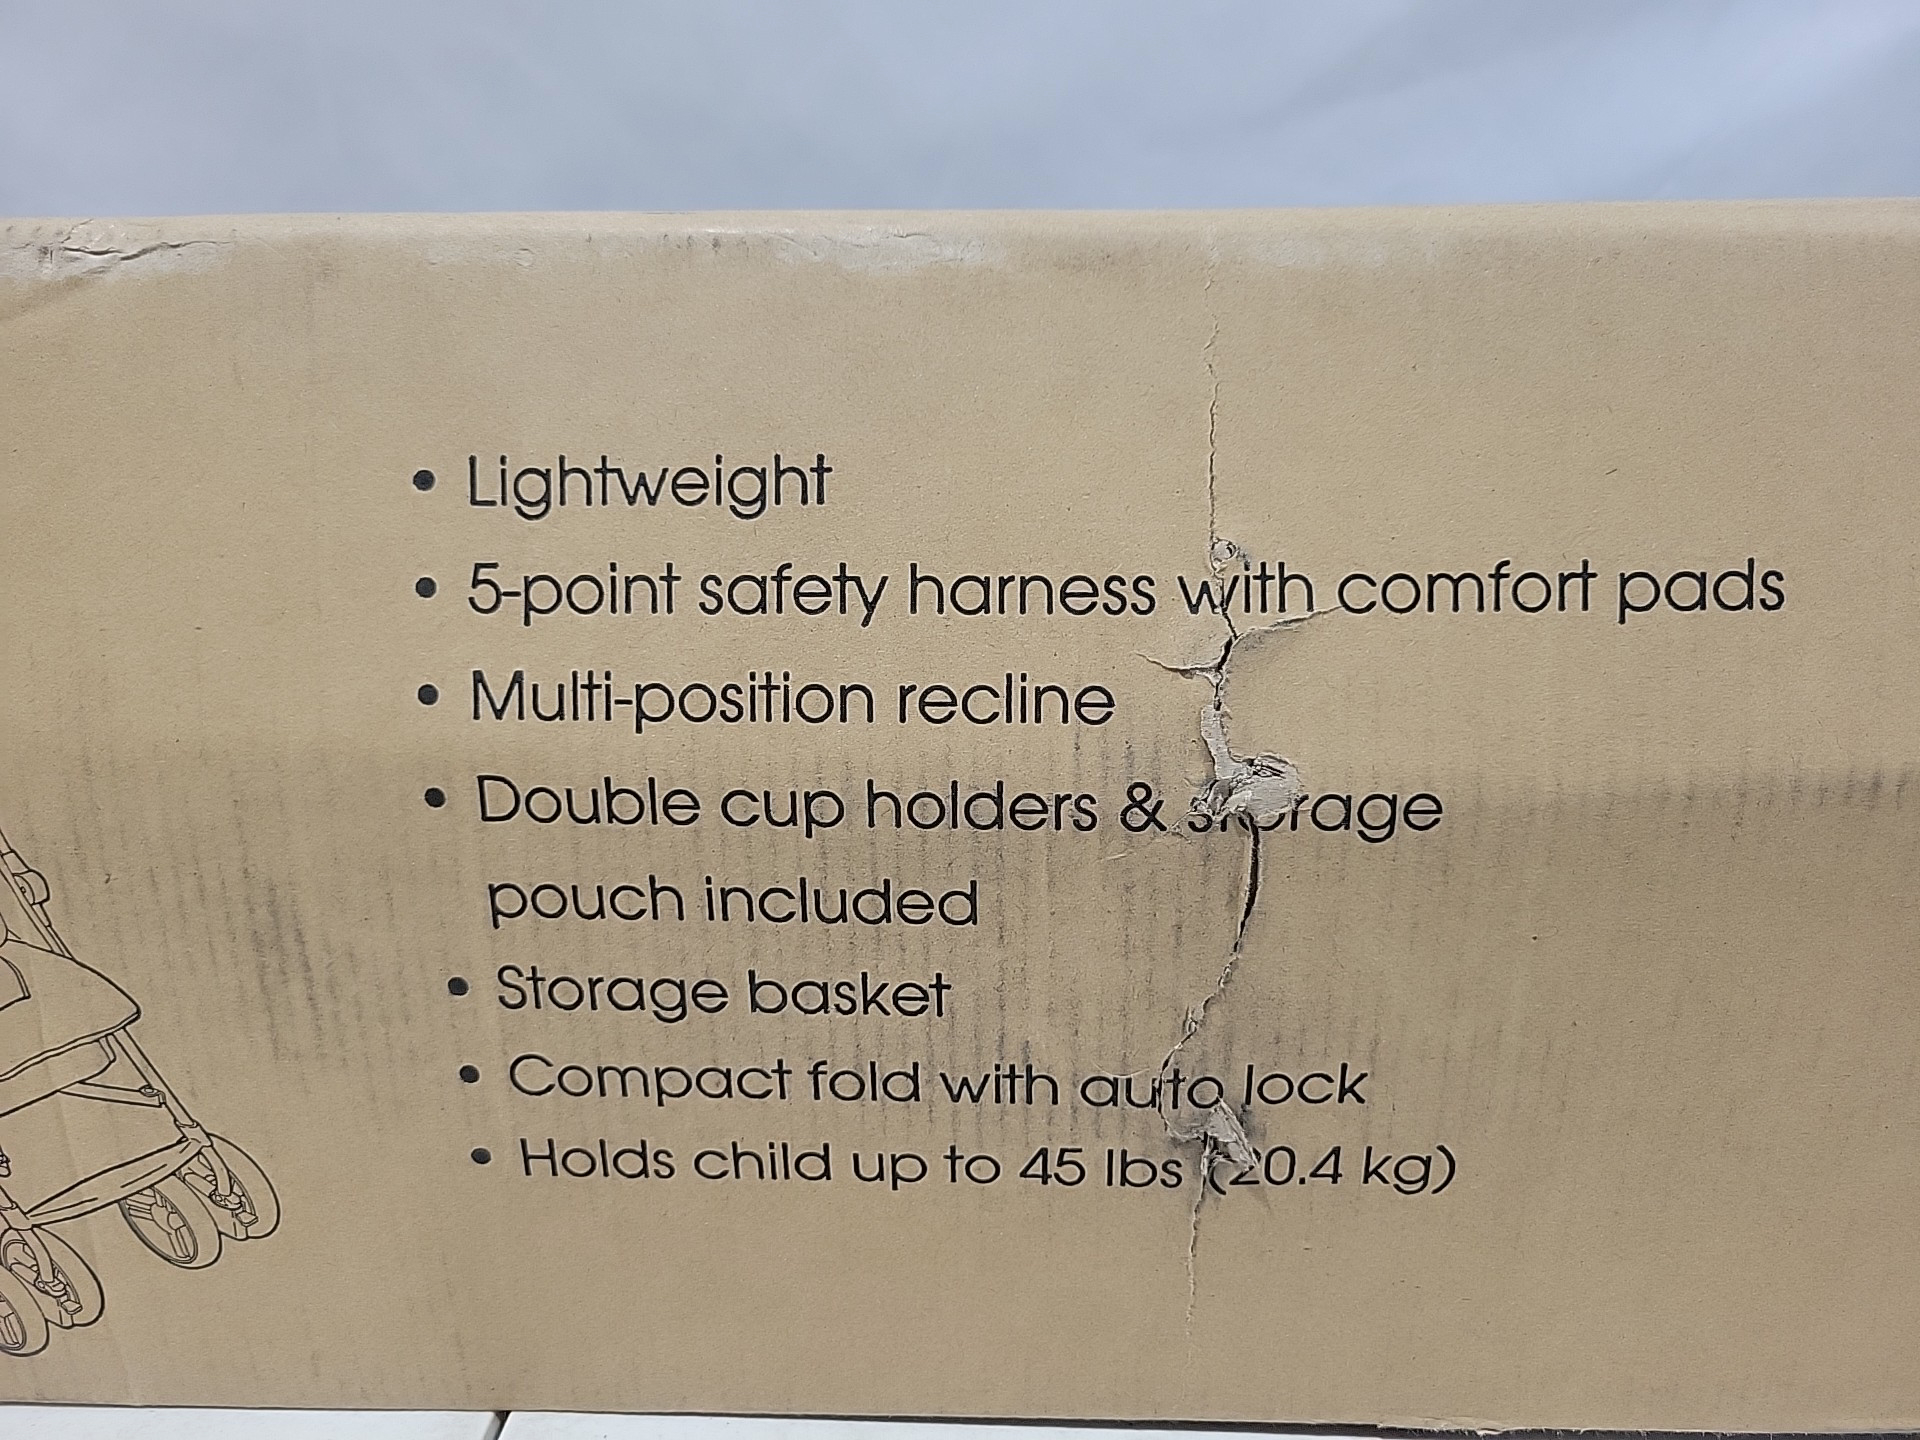 • Lightweight
• 5-point safety harness with comfort pads
• Multi-position recline
• Double cup holders & storage
pouch included
• Storage basket
• Compact fold with auto lock
• Holds child up to 45 lbs (20.4 kg)